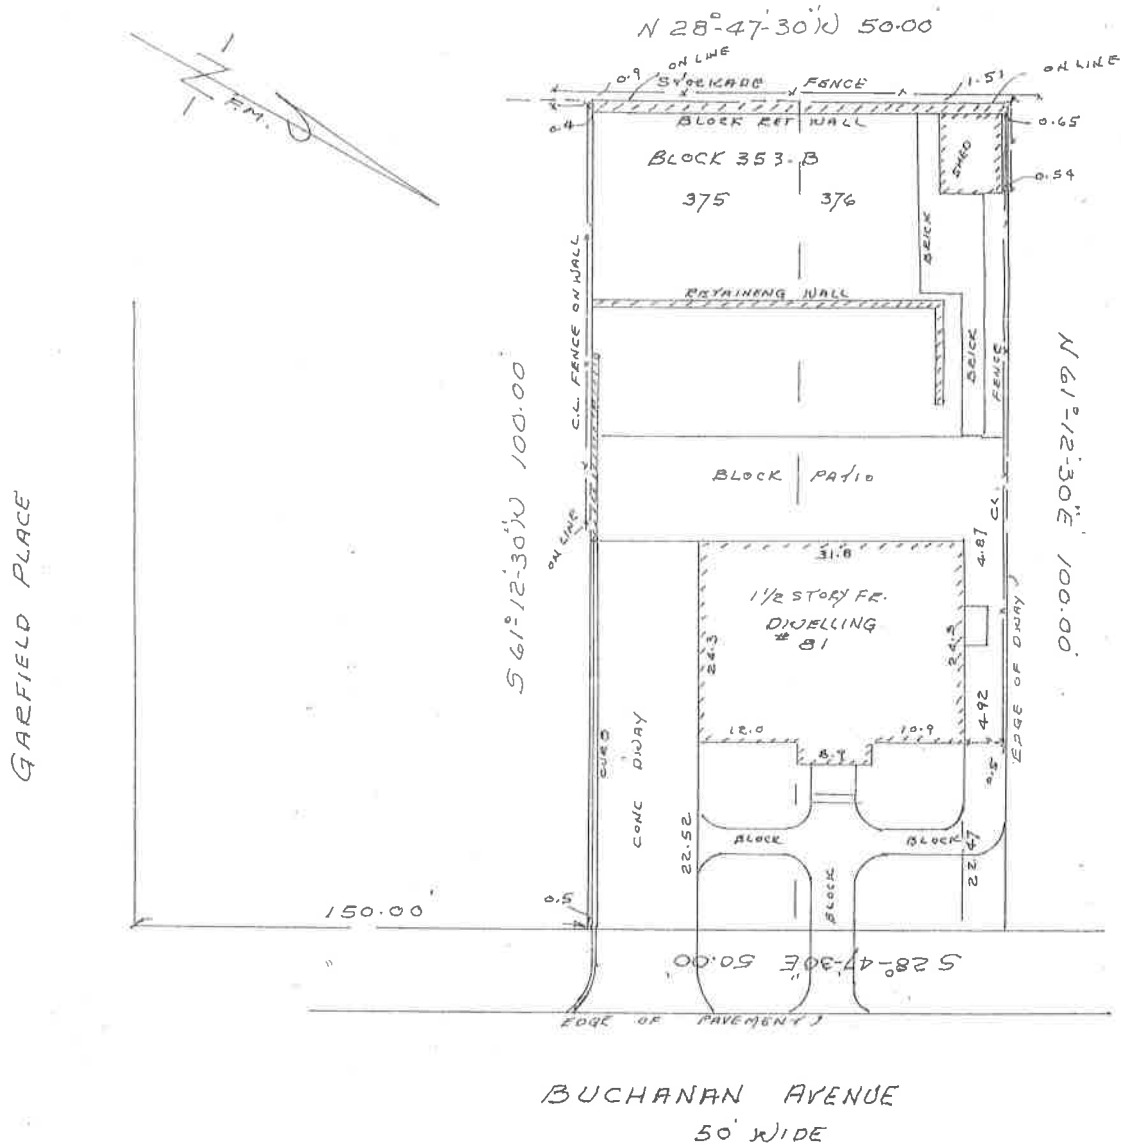 N 28°-47'-30"W 50.00'
ON LINE
0.9
STOCKADE FENCE
1.51
ON LINE
N
F.M.
0.4
BLOCK RET WALL
0.65
BLOCK 353-B
SHED
0.54
375
376
BRICK
C.L. FENCE ON WALL
RETAINENG WALL
BRICK
FENCE
S 61°-12'-30"W 100.00'
N 61°-12'-30"E 100.00'
BLOCK PATIO
C.L.
ON LINE
GARFIELD PLACE
31.8
4.87
1 1/2 STORY FR.
DWELLING
# 81
24.3
24.3
EDGE OF DWAY
4.92
12.0
10.9
8.9
CURB
CONC DWAY
0.5
22.52
BLOCK
BLOCK
22.47
BLOCK
0.5
150.00'
S 28°-47'-30"E 50.00'
EDGE OF PAVEMENT
BUCHANAN AVENUE
50' WIDE